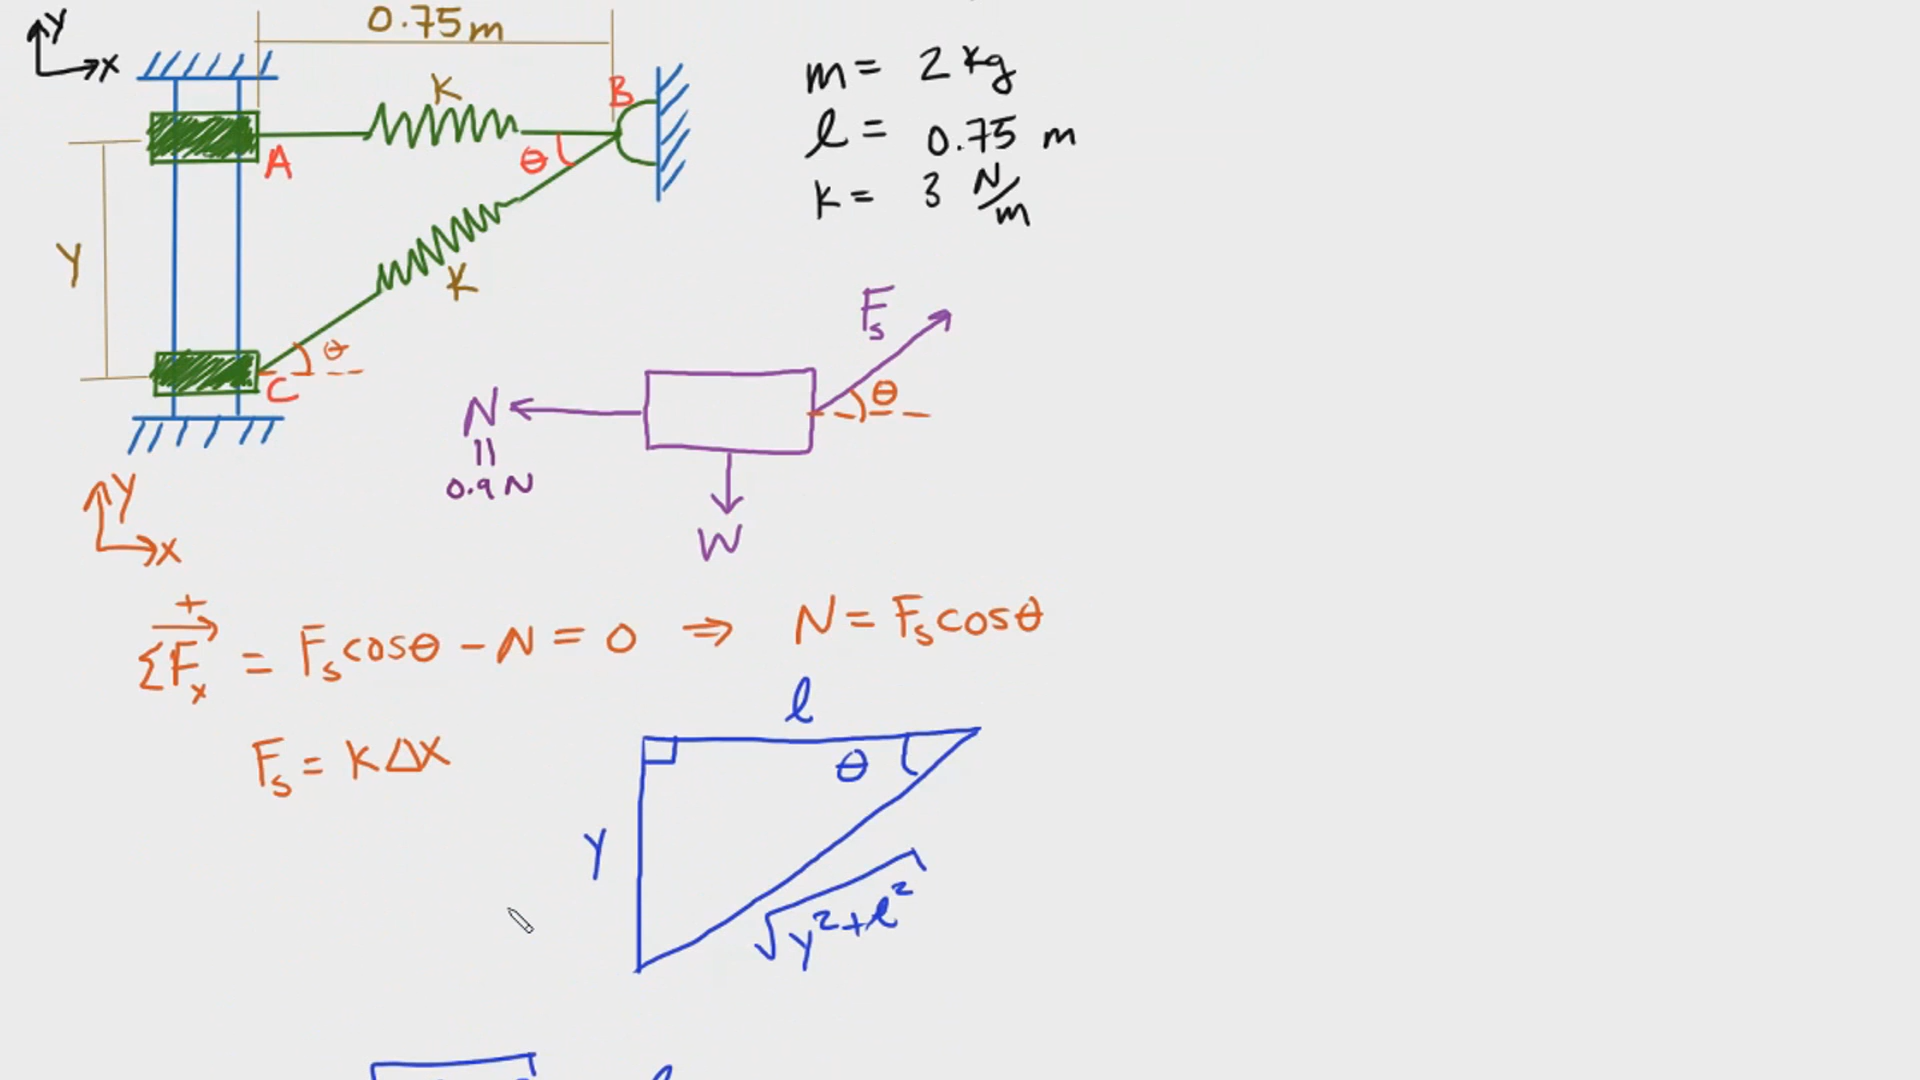 0.75 m
Y
X
K
B
A
θ
Y
K
θ
C
m = 2 kg
l = 0.75 m
k = 3 N/m
Fs
θ
N
||
0.9 N
W
Y
X
+
ΣFx = Fs cosθ - N = 0 ⇒ N = Fs cosθ
Fs = KΔX
l
θ
Y
√y²+l²